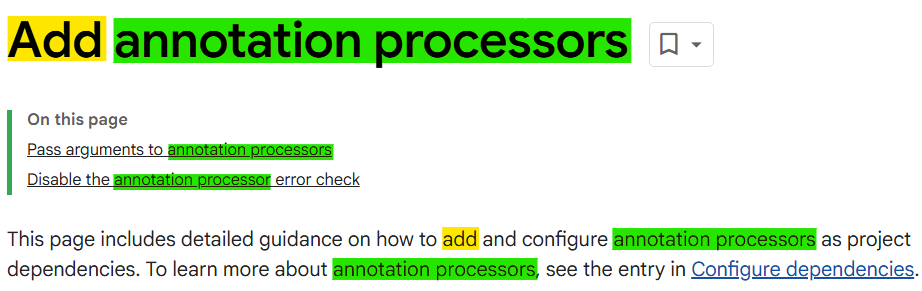 Add annotation processors
On this page
Pass arguments to annotation processors
Disable the annotation processor error check
This page includes detailed guidance on how to add and configure annotation processors as project
dependencies. To learn more about annotation processors, see the entry in Configure dependencies.